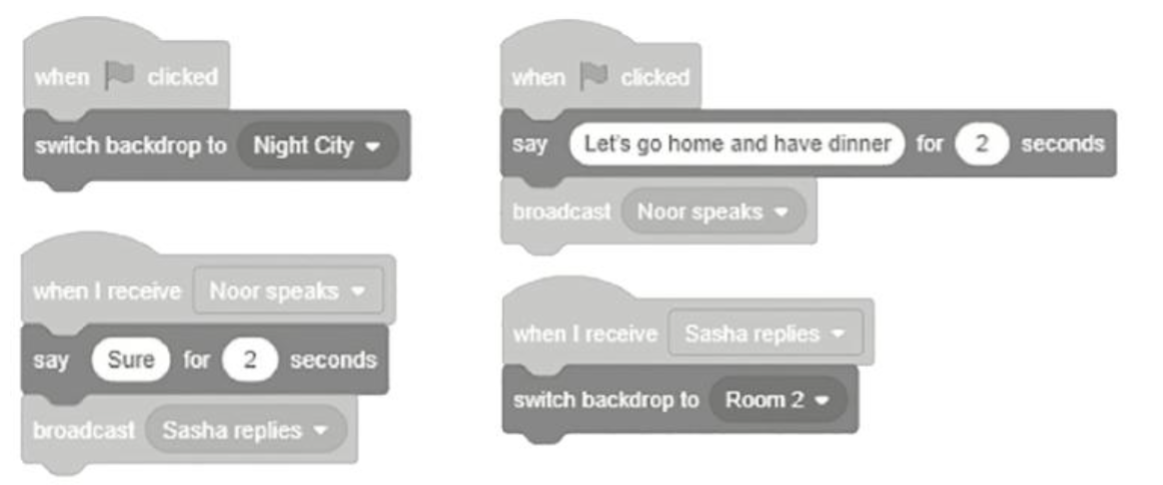 when clicked
switch backdrop to Night City
when I receive Noor speaks
say Sure for 2 seconds
broadcast Sasha replies
when clicked
say Let's go home and have dinner for 2 seconds
broadcast Noor speaks
when I receive Sasha replies
switch backdrop to Room 2